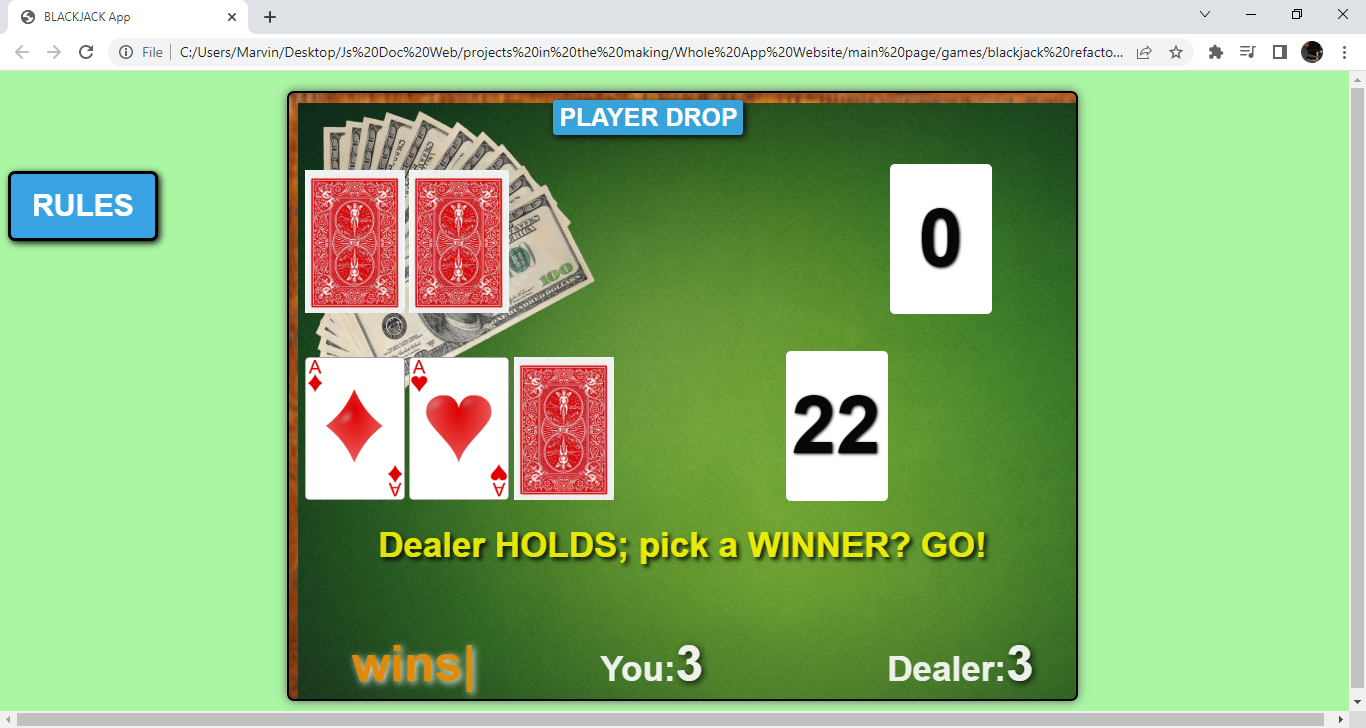 BLACKJACK App
File | C:/Users/Marvin/Desktop/Js%20Doc%20Web/projects%20in%20the%20making/Whole%20App%20Website/main%20page/games/blackjack%20refacto...
PLAYER DROP
RULES
0
100
A A
22
A A
Dealer HOLDS; pick a WINNER? GO!
wins| You:3 Dealer:3